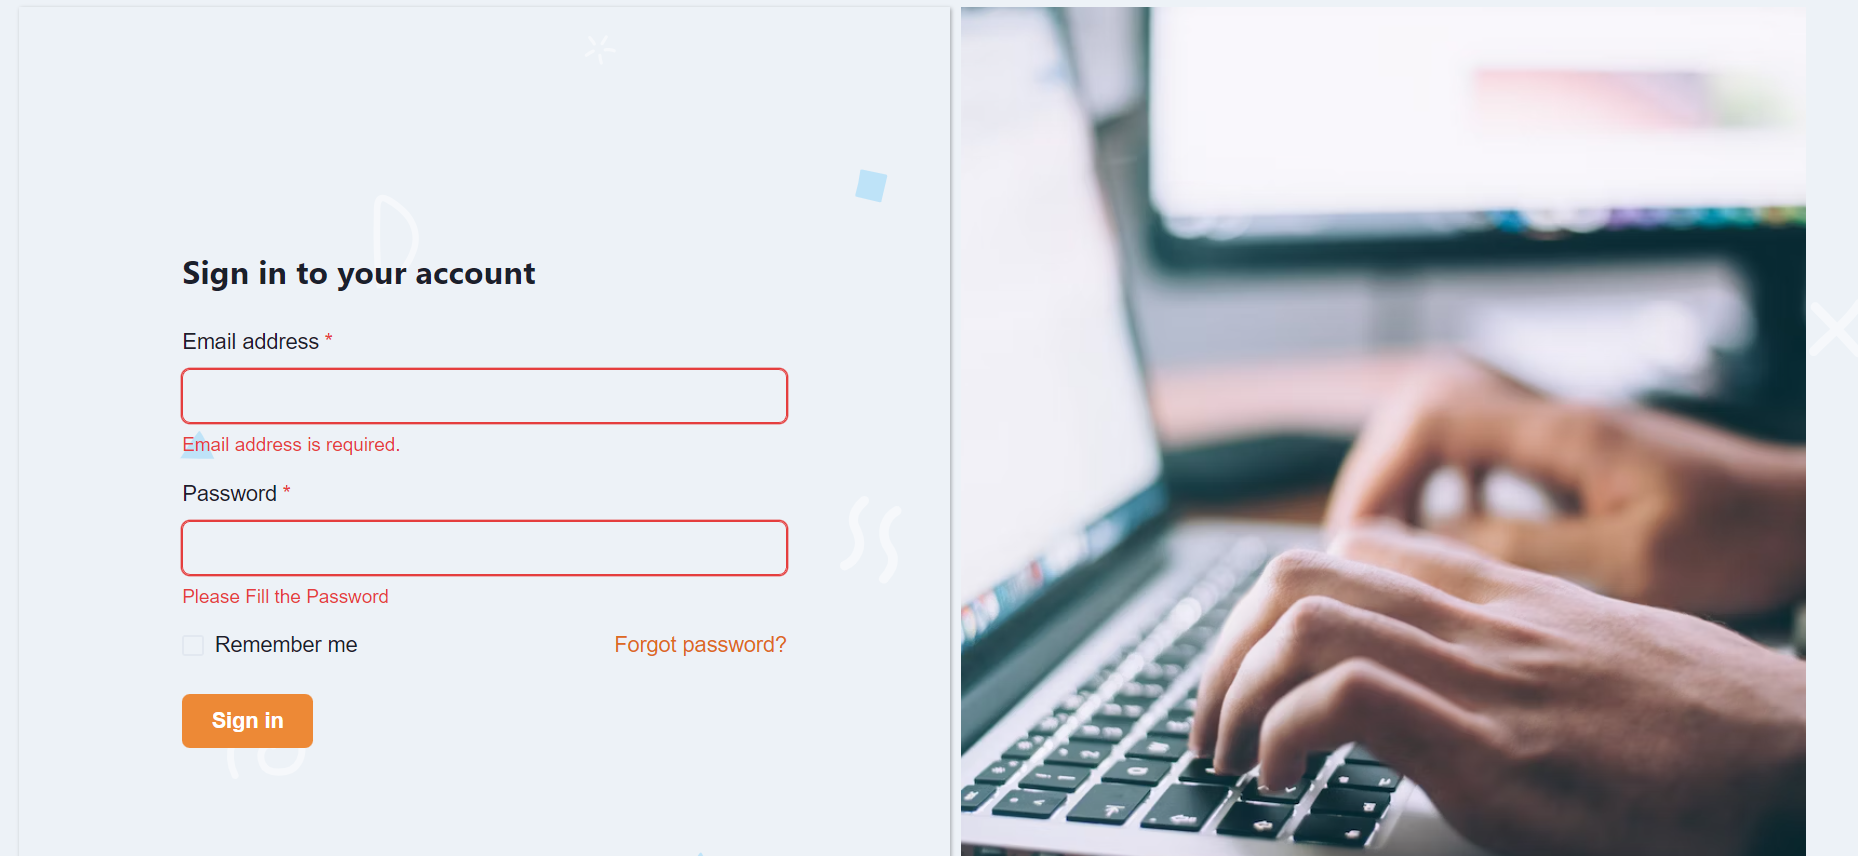 Sign in to your account
Email address *
Email address is required.
Password *
Please Fill the Password
Remember me
Forgot password?
Sign in